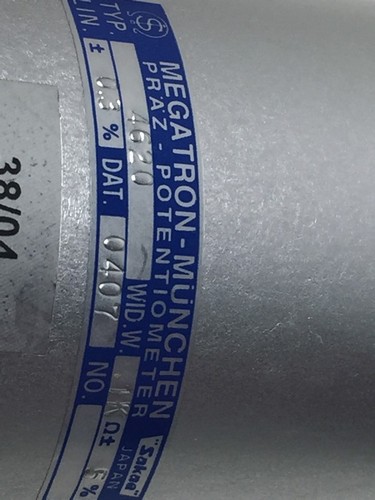 MEGATRON-MÜNCHEN
PRÄZ - POTENTIOMETER "Sakae"
TYP. 4620 WID.W. 1K Ω± 5% JAPAN
LIN. ± 0.3 % DAT. 0407 NO.
38/04